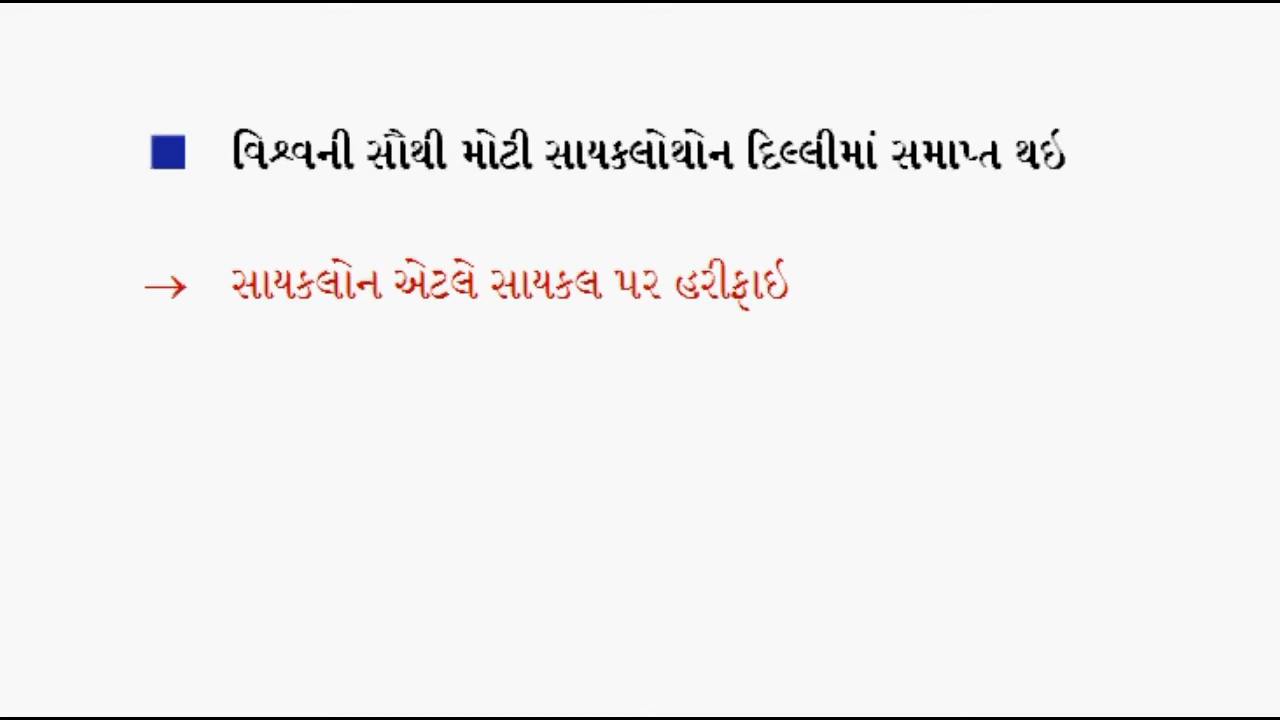 ■ વિશ્વની સૌથી મોટી સાયકલોથોન દિલ્લીમાં સમાપ્ત થઇ
→ સાયકલોન એટલે સાયકલ પર હરીફાઈ